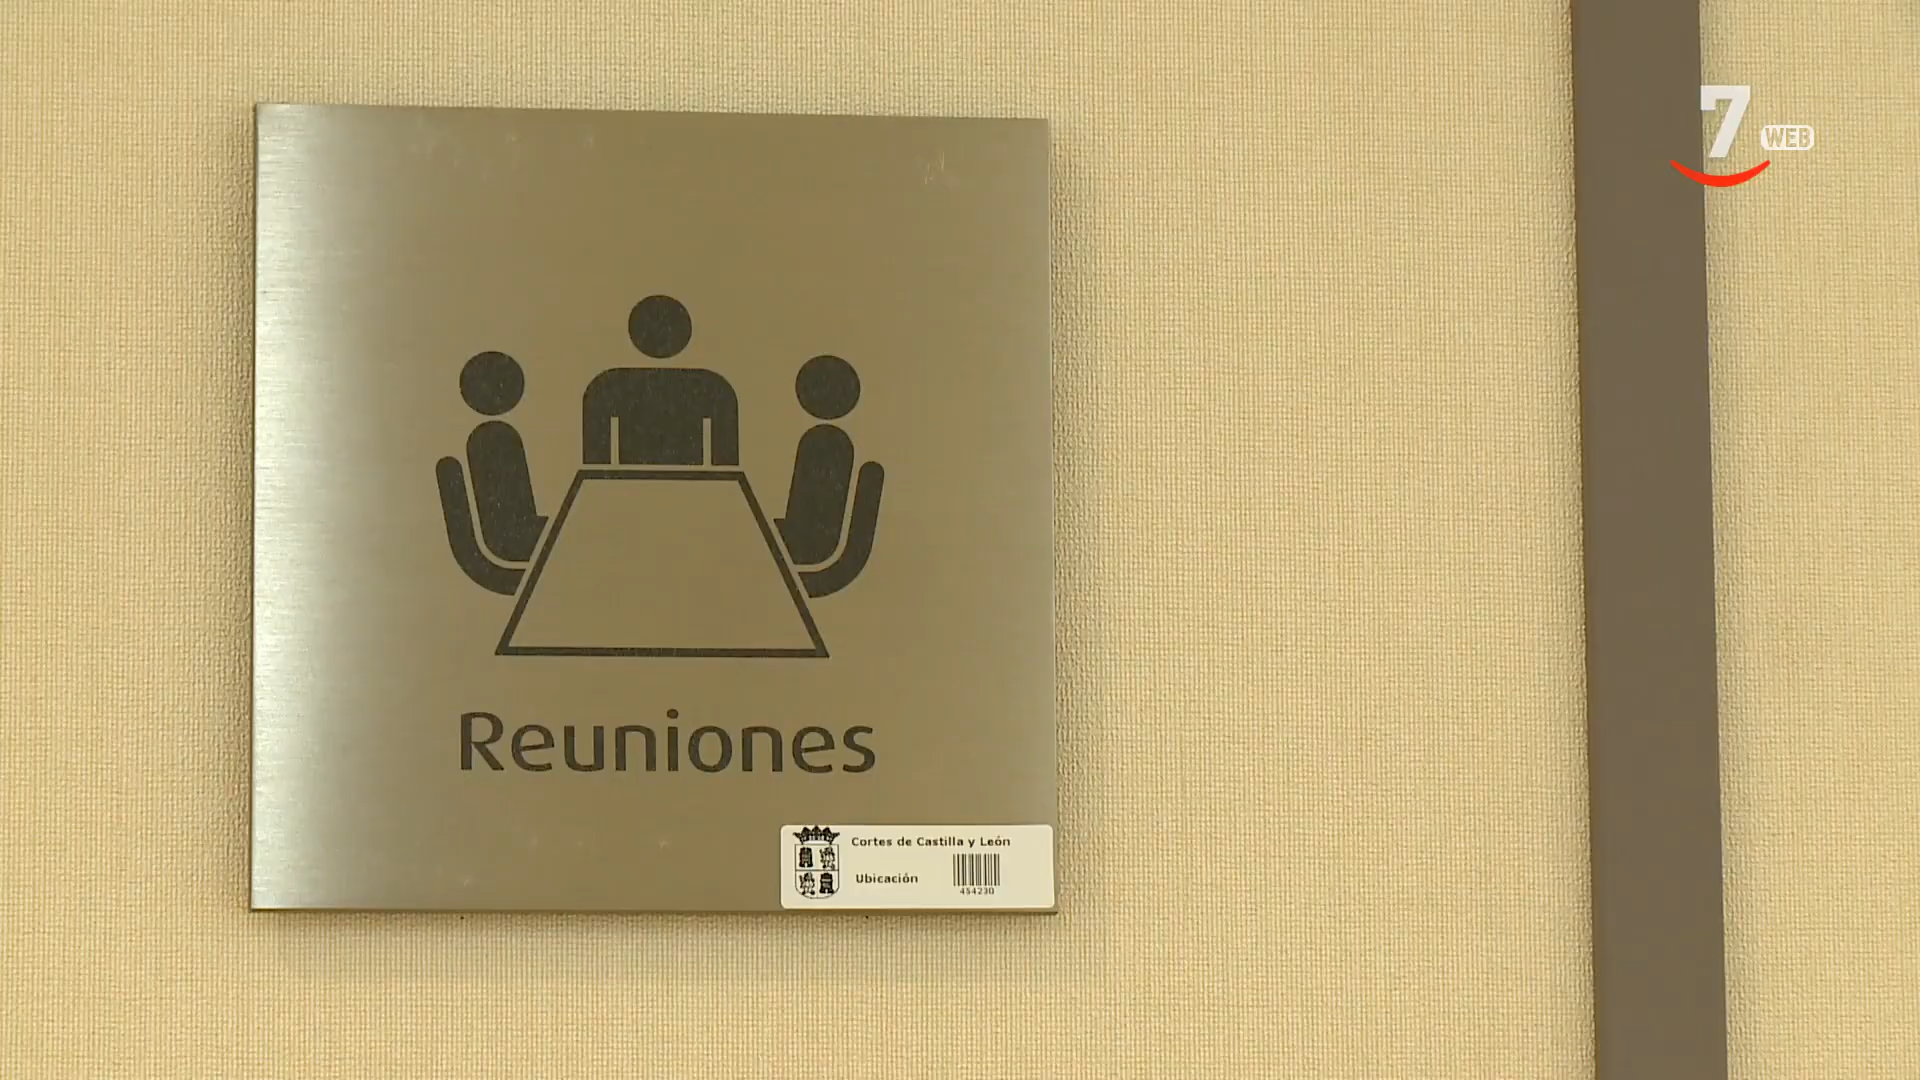 7 WEB
Reuniones
Cortes de Castilla y León
Ubicación
454230